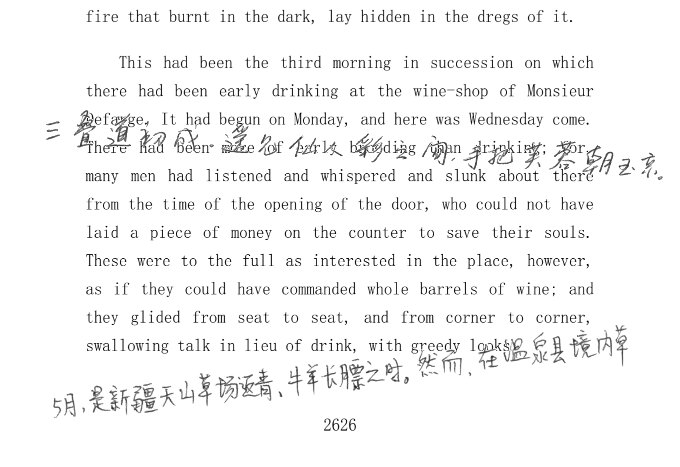 fire that burnt in the dark, lay hidden in the dregs of it.
This had been the third morning in succession on which
there had been early drinking at the wine-shop of Monsieur
Defarge. It had begun on Monday, and here was Wednesday come.
三叠道初成. 遥见仙人彩云 , 手把芙蓉朝玉京。
There had been more of early brooding than drinking; for,
many men had listened and whispered and slunk about there
from the time of the opening of the door, who could not have
laid a piece of money on the counter to save their souls.
These were to the full as interested in the place, however,
as if they could have commanded whole barrels of wine; and
they glided from seat to seat, and from corner to corner,
swallowing talk in lieu of drink, with greedy looks.
5月,是新疆天山草场返青、牛羊长膘之时。然而,在温泉县境内草
2626